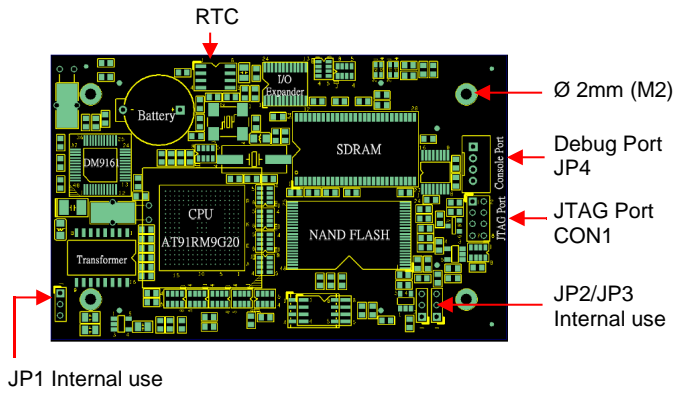 RTC
I/O
Expander
Battery
Ø 2mm (M2)
SDRAM
Console Port
Debug Port
JP4
DM9161
CPU
AT91RM9G20
NAND FLASH
JTAG Port
JTAG Port
CON1
Transformer
JP2/JP3
Internal use
JP1 Internal use